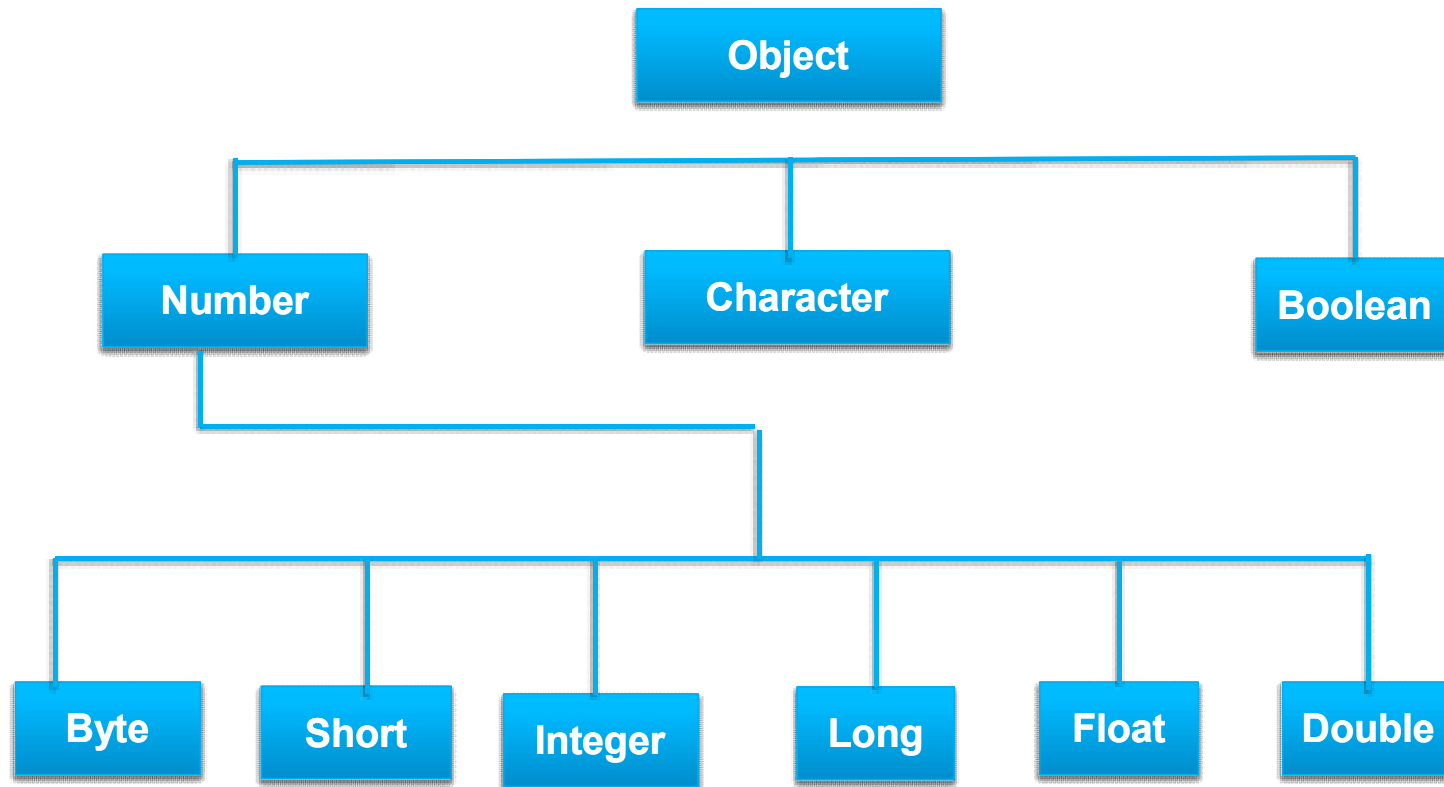 Object
Number
Character
Boolean
Byte
Short
Integer
Long
Float
Double